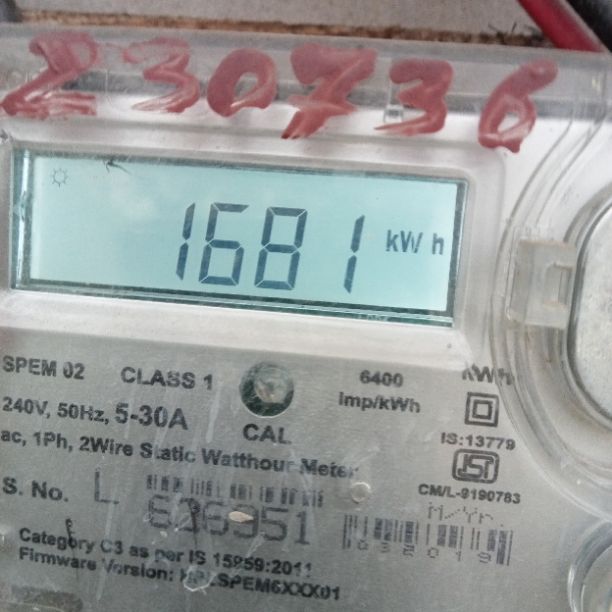 230736
1681 kWh
SPEM 02 CLASS 1 6400 imp/kWh KWh
240V, 50Hz, 5-30A CAL
ac, 1Ph, 2Wire Static Watthour Meter
IS:13779
CM/L-9190783
S. No. L
M/Yr.
Category C3 as per IS 15959:2011
Firmware Version: